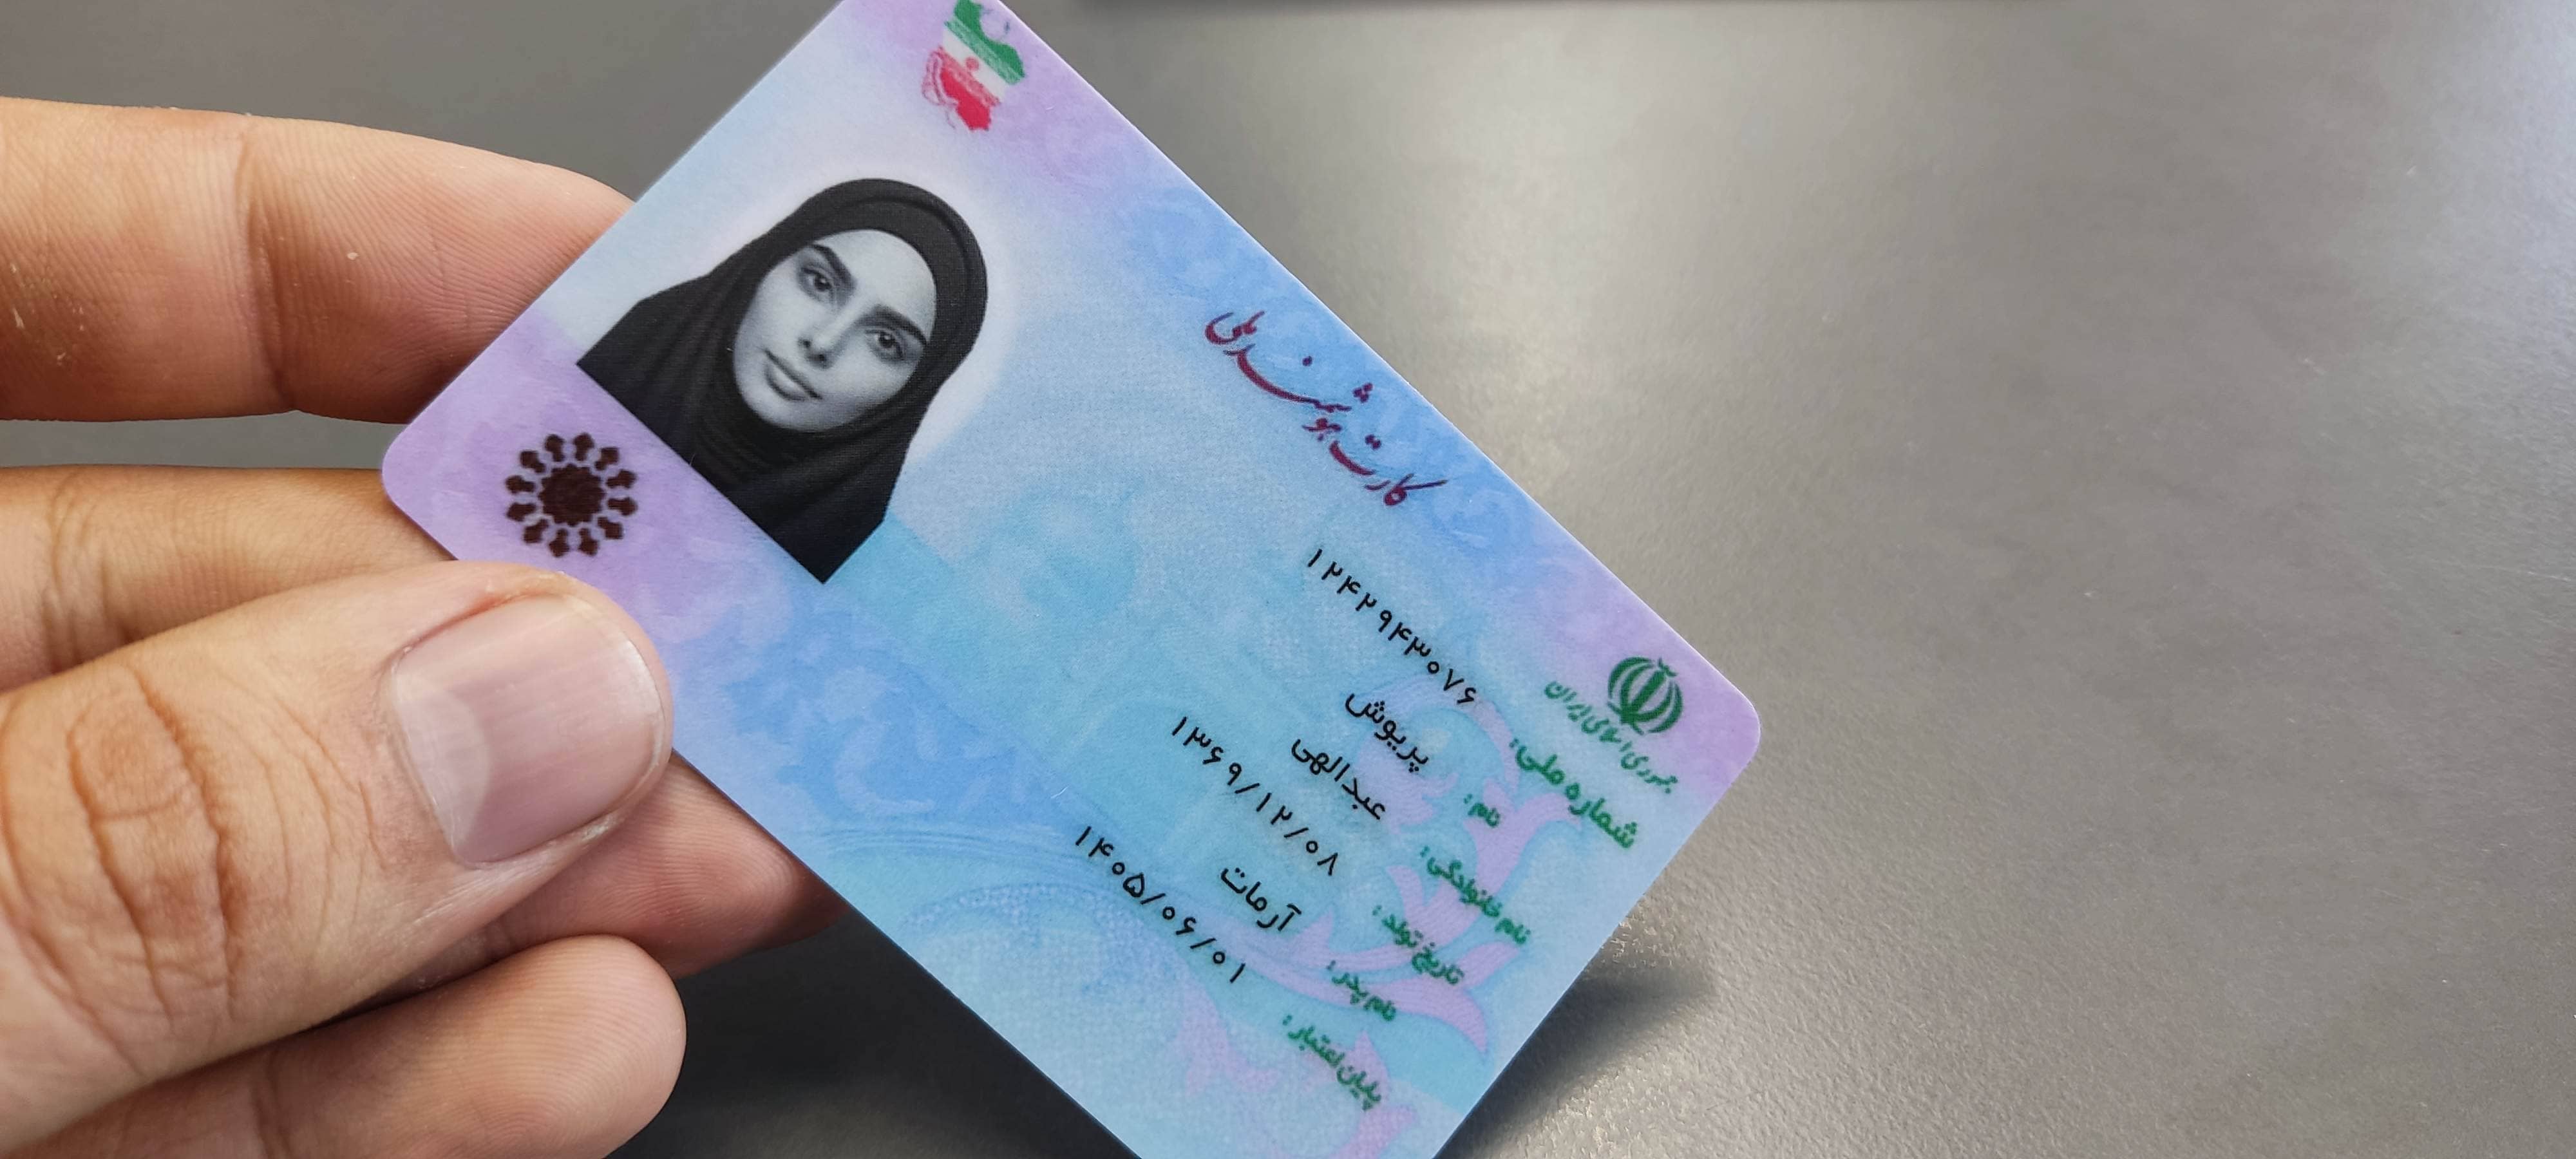 کارت هوشمند ملی
جمهوری اسلامی ایران
شماره ملی: ۱۲۴۲۹۴۳۰۷۶
نام: پریوش
نام خانوادگی: عبدالهی
تاریخ تولد: ۱۳۶۹/۱۲/۰۸
نام پدر: آرمات
پایان اعتبار: ۱۴۰۵/۰۶/۰۱